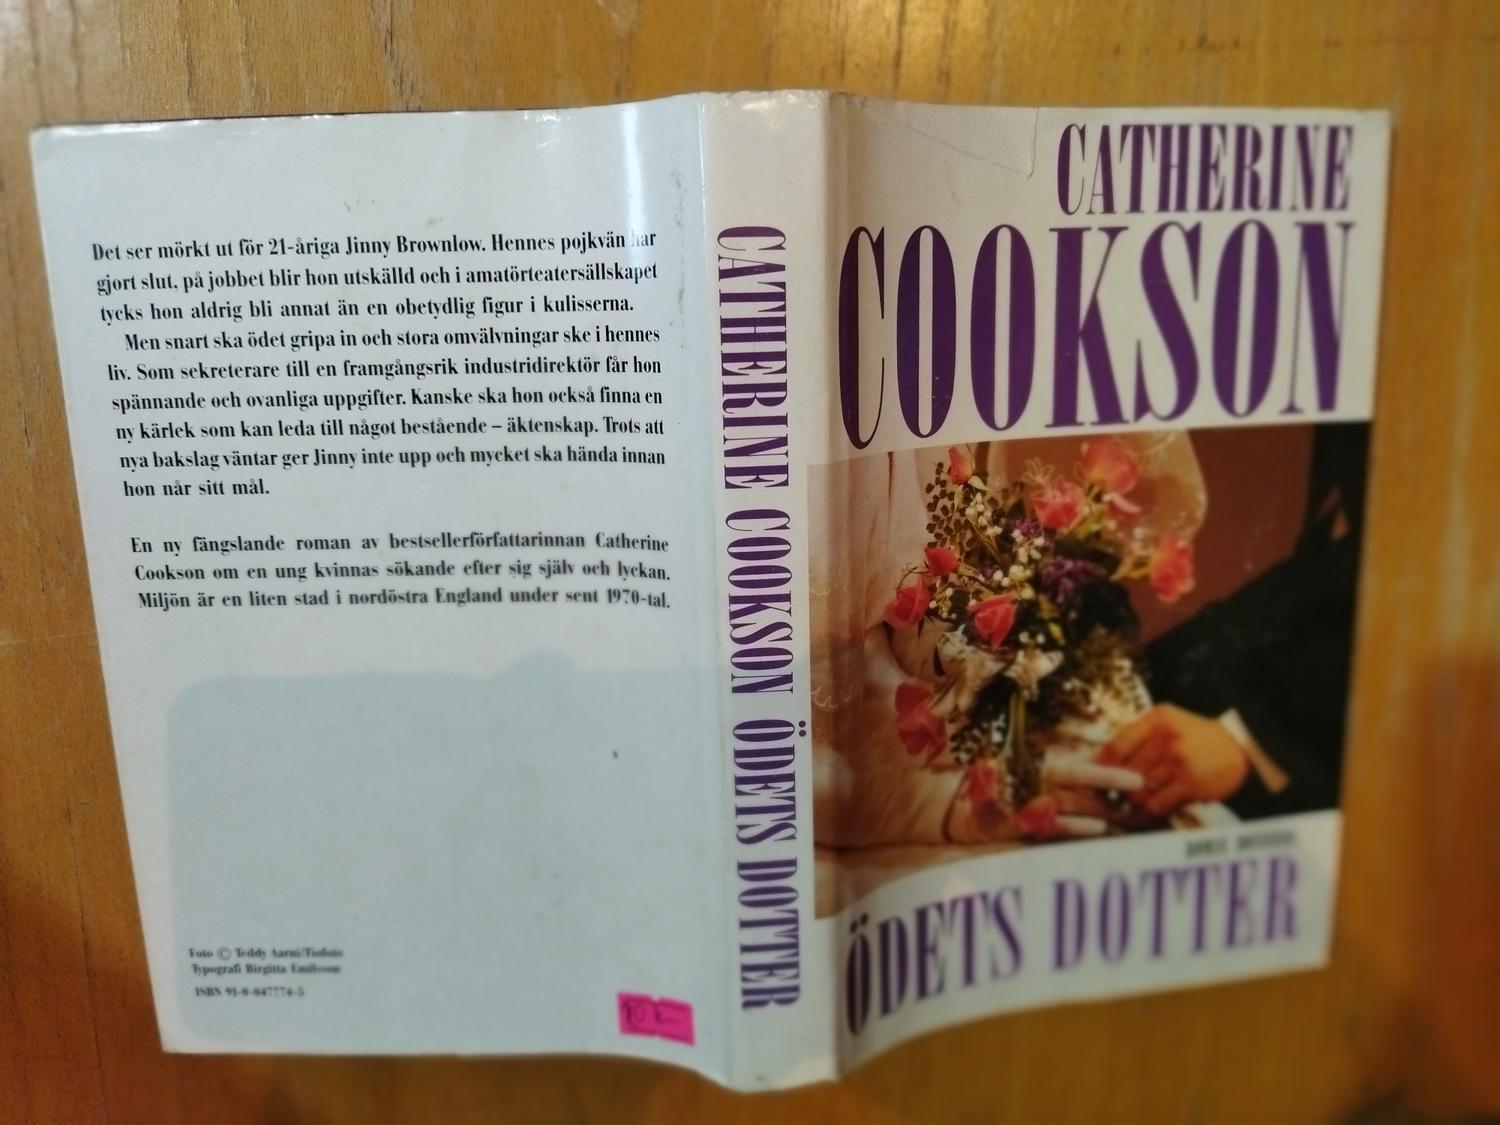 Det ser mörkt ut för 21-åriga Jinny Brownlow. Hennes pojkvän har
gjort slut, på jobbet blir hon utskälld och i amatörteatersällskapet
tycks hon aldrig bli annat än en obetydlig figur i kulisserna.
Men snart ska ödet gripa in och stora omvälvningar ske i hennes
liv. Som sekreterare till en framgångsrik industridirektör får hon
spännande och ovanliga uppgifter. Kanske ska hon också finna en
ny kärlek som kan leda till något bestående – äktenskap. Trots att
nya bakslag väntar ger Jinny inte upp och mycket ska hända innan
hon når sitt mål.
En ny fängslande roman av bestsellerförfattarinnan Catherine
Cookson om en ung kvinnas sökande efter sig själv och lyckan.
Miljön är en liten stad i nordöstra England under sent 1970-tal.
Foto © Teddy Aarni/Tiofoto
Typografi Birgitta Emilsson
ISBN 91-0-047774-5
CATHERINE COOKSON ÖDETS DOTTER
CATHERINE
COOKSON
ÖDETS DOTTER